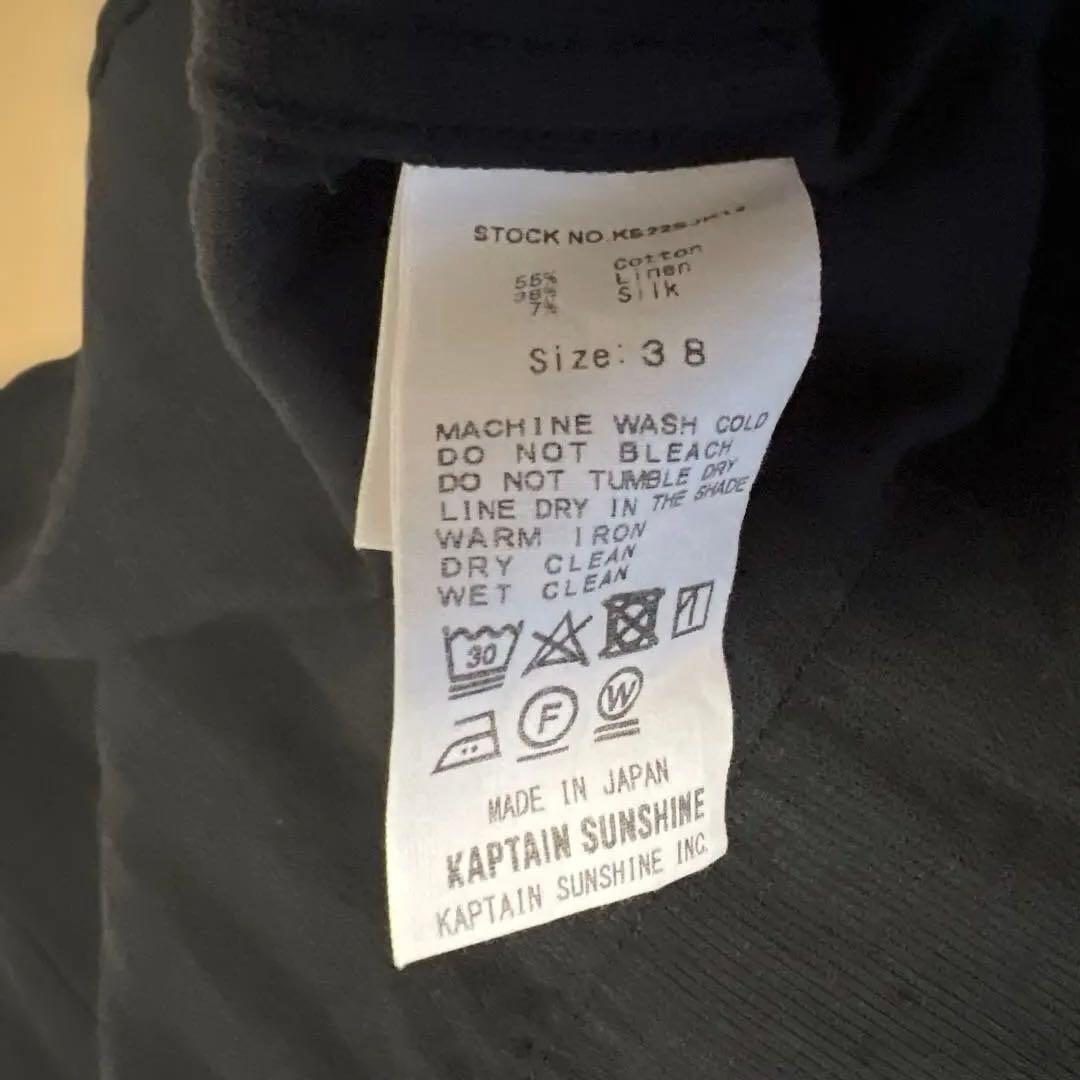 STOCK NO.
55% Cotton
38% Linen
7% Silk
Size: 38
MACHINE WASH COLD
DO NOT BLEACH
DO NOT TUMBLE DRY
LINE DRY IN THE SHADE
WARM IRON
DRY CLEAN
WET CLEAN
30
F W
MADE IN JAPAN
KAPTAIN SUNSHINE
KAPTAIN SUNSHINE INC.